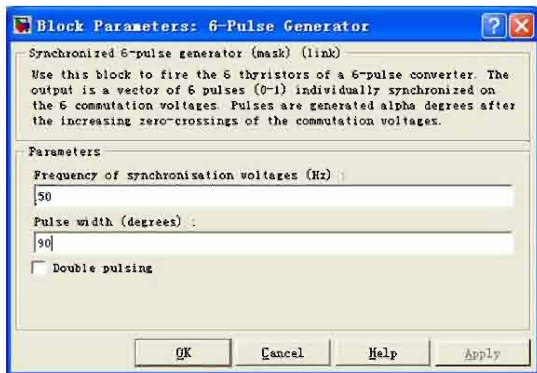 Block Parameters: 6-Pulse Generator
Synchronized 6-pulse generator (mask) (link)
Use this block to fire the 6 thyristors of a 6-pulse converter. The
output is a vector of 6 pulses (0-1) individually synchronized on
the 6 commutation voltages. Pulses are generated alpha degrees after
the increasing zero-crossings of the commutation voltages.
Parameters
Frequency of synchronisation voltages (Hz) :
50
Pulse width (degrees) :
90
Double pulsing
OK Cancel Help Apply